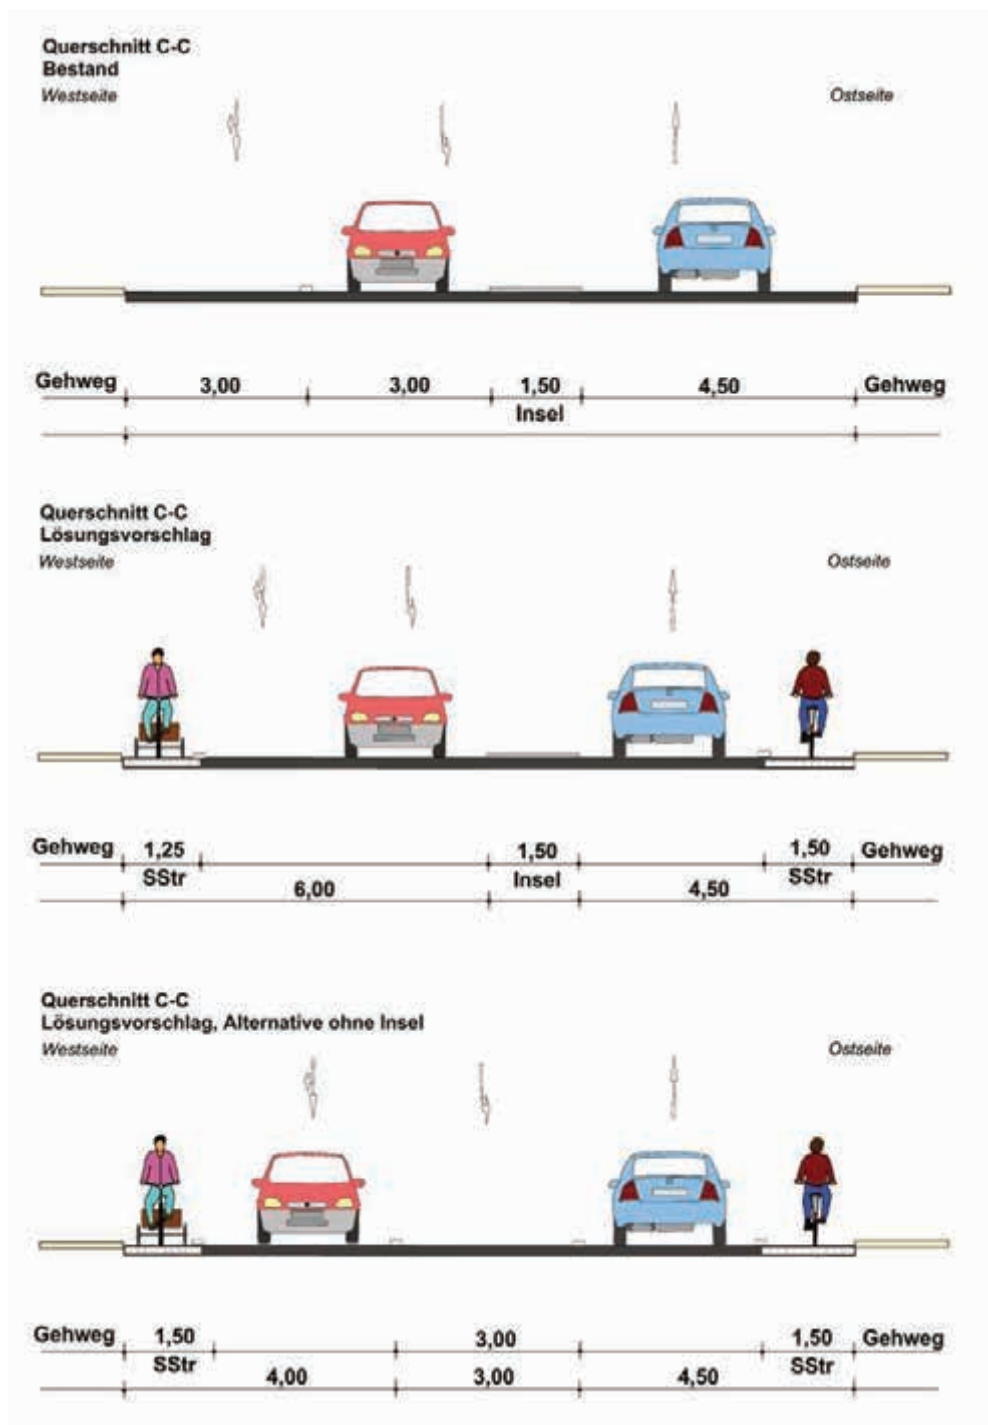 Querschnitt C-C
Bestand
Westseite
Ostseite
Gehweg 3,00 3,00 1,50 4,50 Gehweg
Insel
Querschnitt C-C
Lösungsvorschlag
Westseite
Ostseite
Gehweg 1,25 1,50 1,50 Gehweg
SStr Insel SStr
6,00 4,50
Querschnitt C-C
Lösungsvorschlag, Alternative ohne Insel
Westseite
Ostseite
Gehweg 1,50 3,00 1,50 Gehweg
SStr SStr
4,00 3,00 4,50